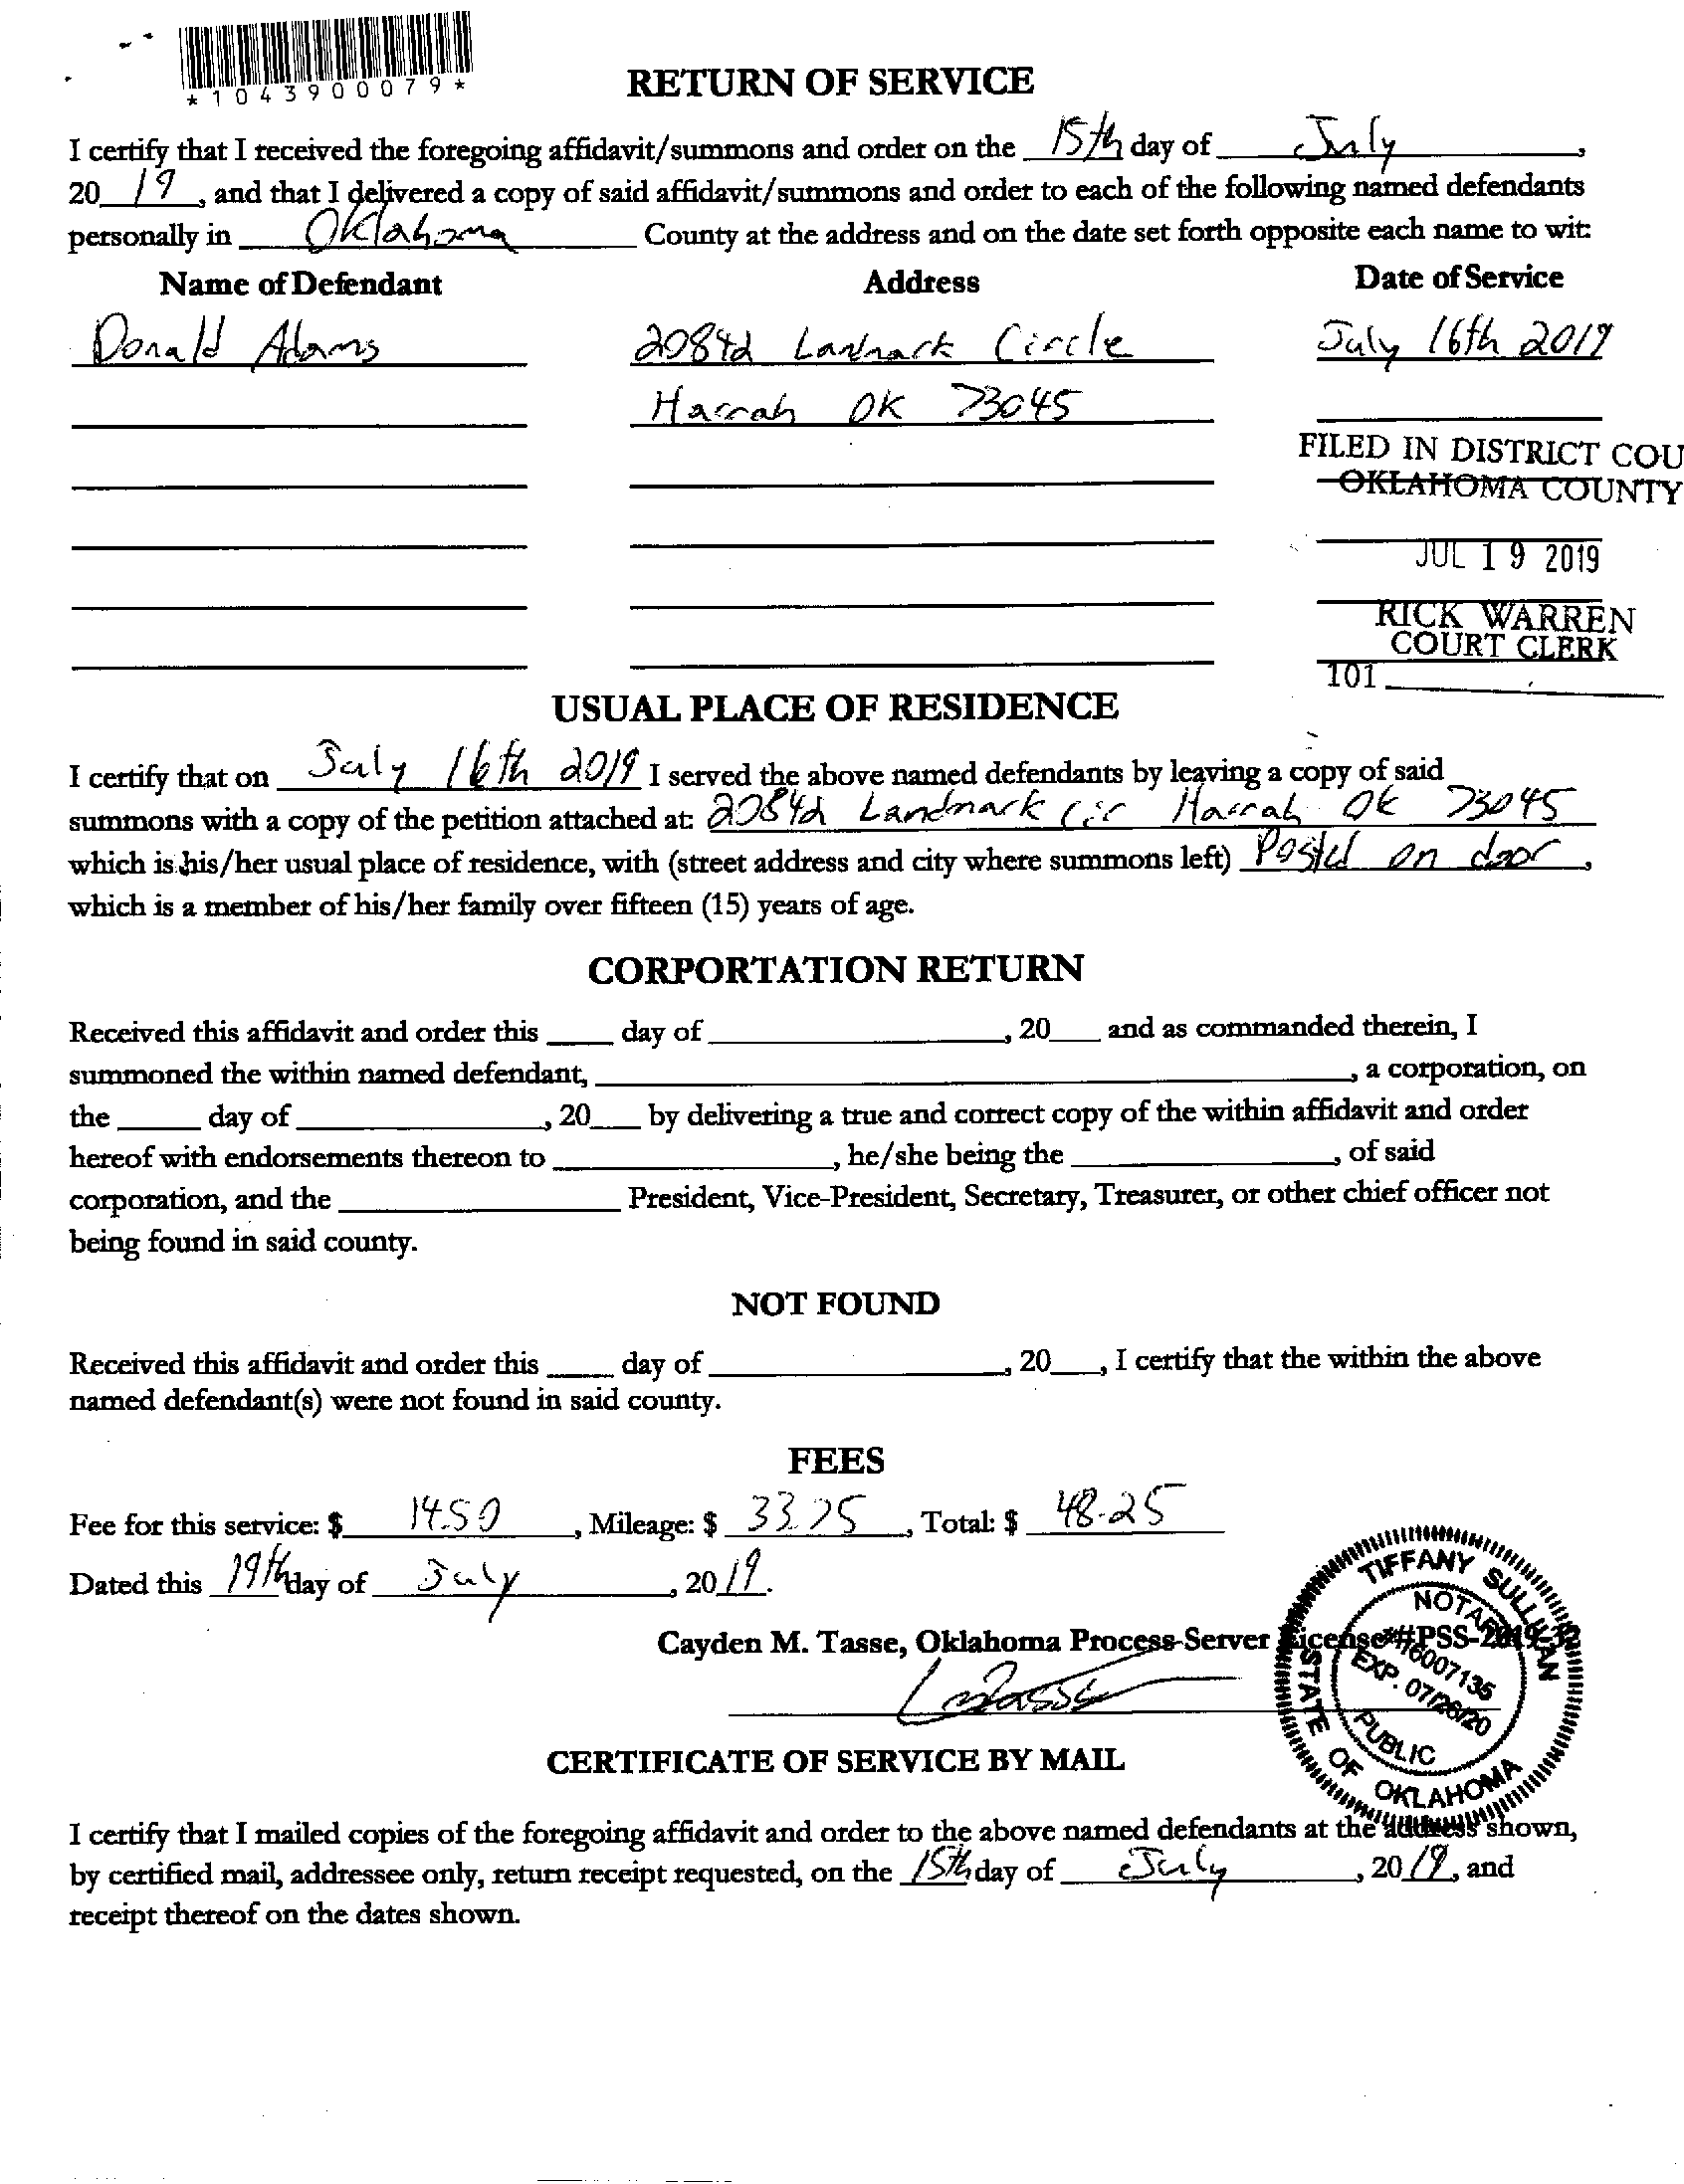 *1043900079*
RETURN OF SERVICE
I certify that I received the foregoing affidavit/summons and order on the 15th day of July,
20 19, and that I delivered a copy of said affidavit/summons and order to each of the following named defendants
personally in Oklahoma County at the address and on the date set forth opposite each name to wit:
Name of Defendant Address Date of Service
Donald Adams 20842 Landmark Circle July 16th 2019
Harrah OK 73045
FILED IN DISTRICT COU
OKLAHOMA COUNTY
JUL 19 2019
RICK WARREN
COURT CLERK
101
USUAL PLACE OF RESIDENCE
I certify that on July 16th 2019 I served the above named defendants by leaving a copy of said
summons with a copy of the petition attached at: 20842 Landmark Cir Harrah OK 73045
which is his/her usual place of residence, with (street address and city where summons left) Posted on door,
which is a member of his/her family over fifteen (15) years of age.
CORPORTATION RETURN
Received this affidavit and order this ____ day of ____, 20___ and as commanded therein, I
summoned the within named defendant, ____, a corporation, on
the ____ day of ____, 20___ by delivering a true and correct copy of the within affidavit and order
hereof with endorsements thereon to ____, he/she being the ____, of said
corporation, and the ____ President, Vice-President, Secretary, Treasurer, or other chief officer not
being found in said county.
NOT FOUND
Received this affidavit and order this ____ day of ____, 20___, I certify that the within the above
named defendant(s) were not found in said county.
FEES
Fee for this service: $ 14.50, Mileage: $ 33.75, Total: $ 48.25
Dated this 19th day of July, 20 19.
Cayden M. Tasse, Oklahoma Process-Server License#PSS-2019-
TIFFANY SULLIVAN
NOTARY
#16007135
EXP. 07/26/20
PUBLIC
STATE OF OKLAHOMA
CERTIFICATE OF SERVICE BY MAIL
I certify that I mailed copies of the foregoing affidavit and order to the above named defendants at the address shown,
by certified mail, addressee only, return receipt requested, on the 15th day of July, 20 19, and
receipt thereof on the dates shown.